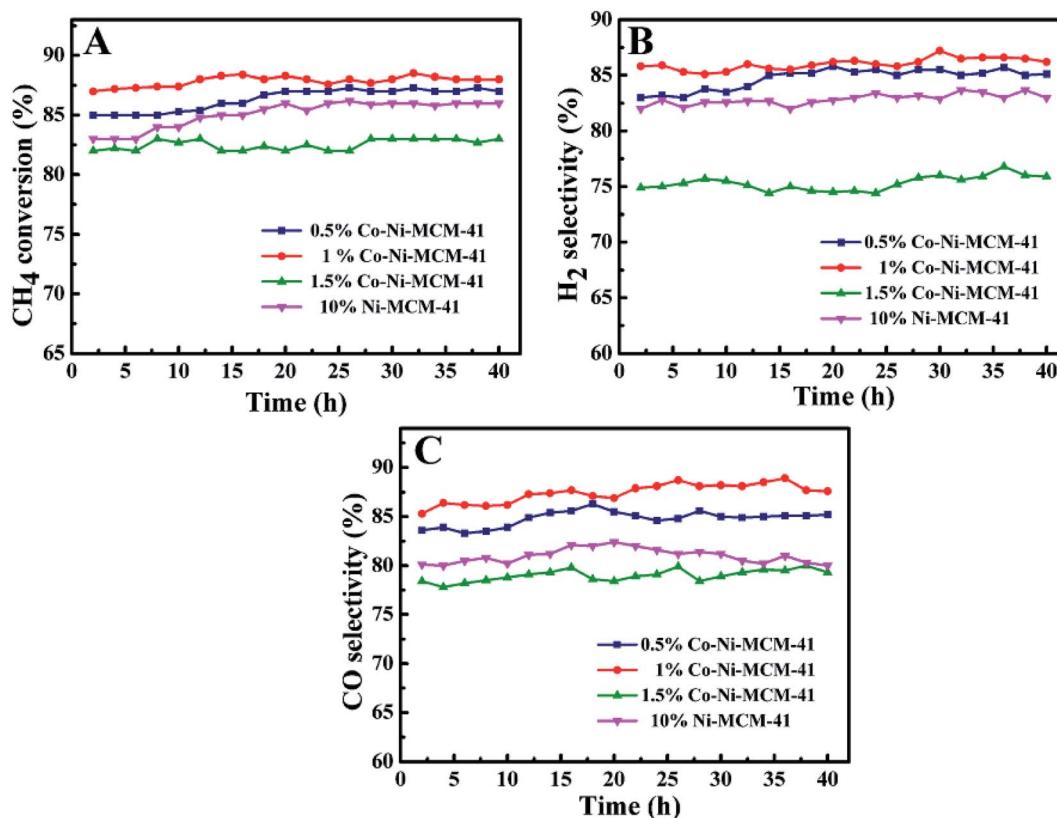 A
CH4 conversion (%)
90
85
80
75
70
65
0.5% Co-Ni-MCM-41
1 % Co-Ni-MCM-41
1.5% Co-Ni-MCM-41
10% Ni-MCM-41
0 5 10 15 20 25 30 35 40
Time (h)
B
H2 selectivity (%)
90
85
80
75
70
65
60
0.5% Co-Ni-MCM-41
1% Co-Ni-MCM-41
1.5% Co-Ni-MCM-41
10% Ni-MCM-41
0 5 10 15 20 25 30 35 40
Time (h)
C
CO selectivity (%)
90
85
80
75
70
65
60
0.5% Co-Ni-MCM-41
1% Co-Ni-MCM-41
1.5% Co-Ni-MCM-41
10% Ni-MCM-41
0 5 10 15 20 25 30 35 40
Time (h)